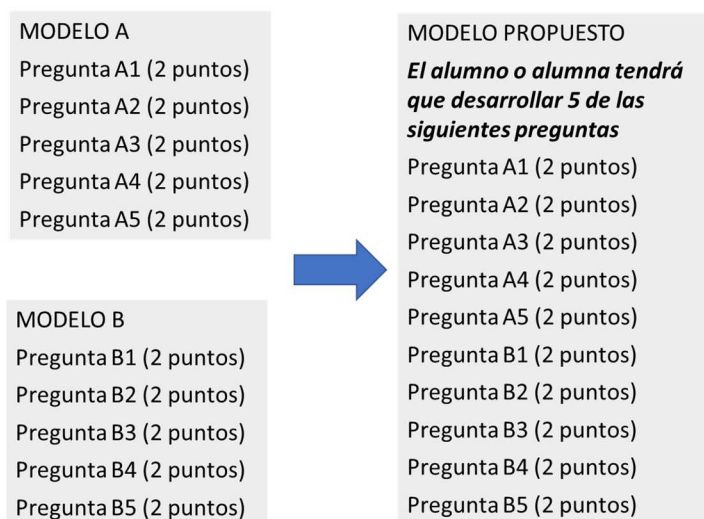 MODELO A
Pregunta A1 (2 puntos)
Pregunta A2 (2 puntos)
Pregunta A3 (2 puntos)
Pregunta A4 (2 puntos)
Pregunta A5 (2 puntos)
MODELO B
Pregunta B1 (2 puntos)
Pregunta B2 (2 puntos)
Pregunta B3 (2 puntos)
Pregunta B4 (2 puntos)
Pregunta B5 (2 puntos)
MODELO PROPUESTO
El alumno o alumna tendrá
que desarrollar 5 de las
siguientes preguntas
Pregunta A1 (2 puntos)
Pregunta A2 (2 puntos)
Pregunta A3 (2 puntos)
Pregunta A4 (2 puntos)
Pregunta A5 (2 puntos)
Pregunta B1 (2 puntos)
Pregunta B2 (2 puntos)
Pregunta B3 (2 puntos)
Pregunta B4 (2 puntos)
Pregunta B5 (2 puntos)